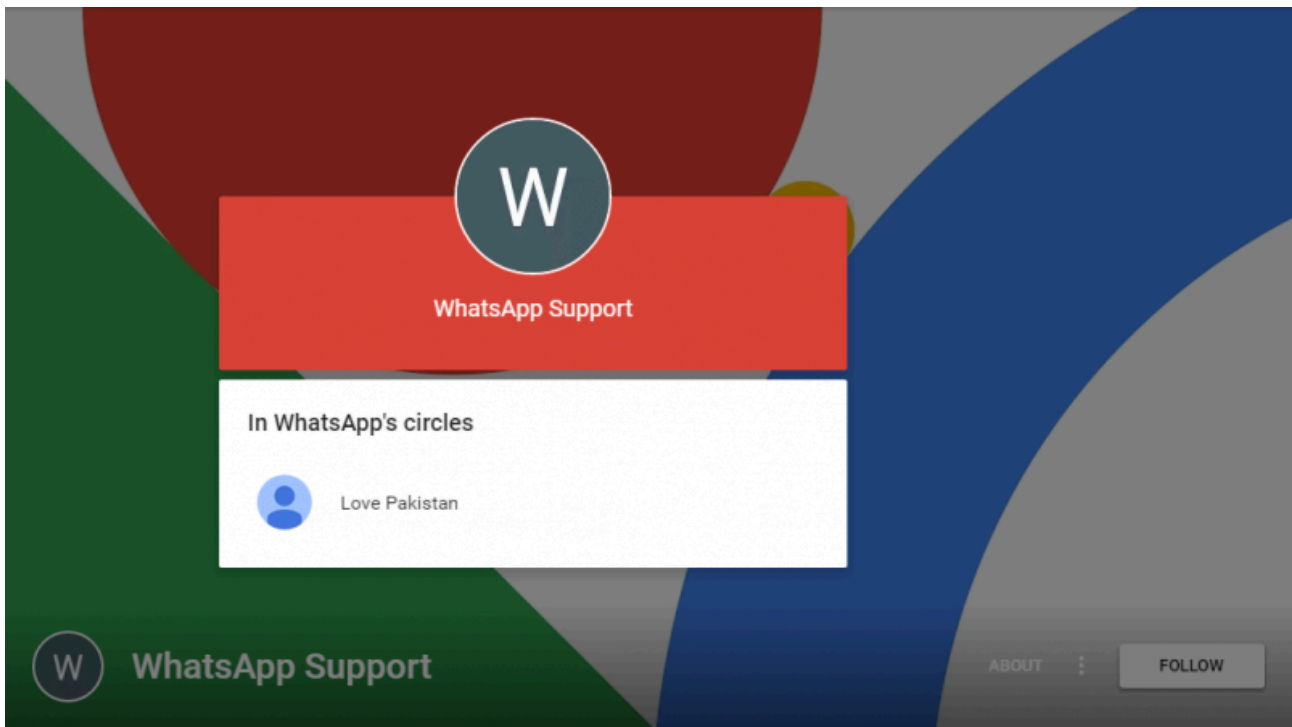 W
WhatsApp Support
In WhatsApp's circles
Love Pakistan
W
WhatsApp Support
ABOUT
FOLLOW